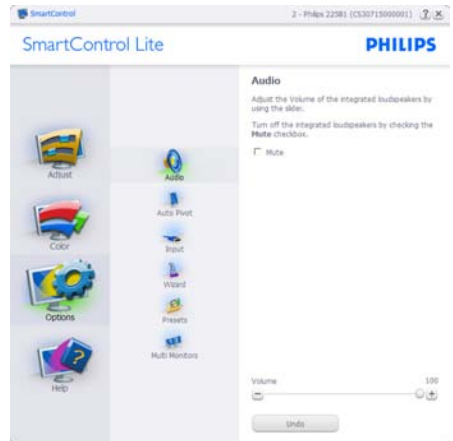 SmartControl
2 - Philips 225B1 (CS30715000001)
SmartControl Lite
PHILIPS
Adjust
Color
Options
Help
Audio
Auto Pivot
Input
Wizard
Presets
Multi Monitors
Audio
Adjust the Volume of the integrated loudspeakers by
using the slider.
Turn off the integrated loudspeakers by checking the
Mute checkbox.
Mute
Volume
100
Undo